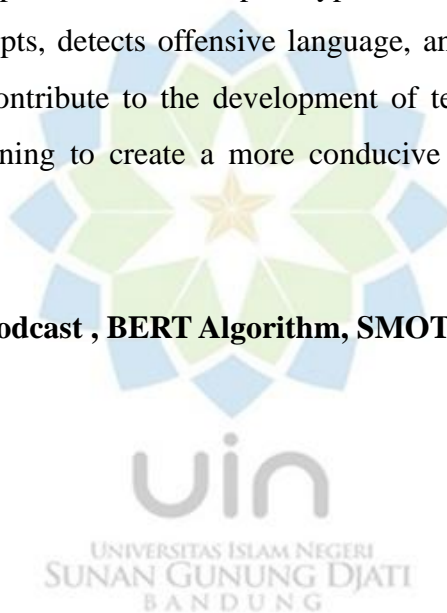 pts, detects offensive language, an
ontribute to the development of te
ning to create a more conducive
odcast , BERT Algorithm, SMOT
uin
UNIVERSITAS ISLAM NEGERI
SUNAN GUNUNG DJATI
BANDUNG